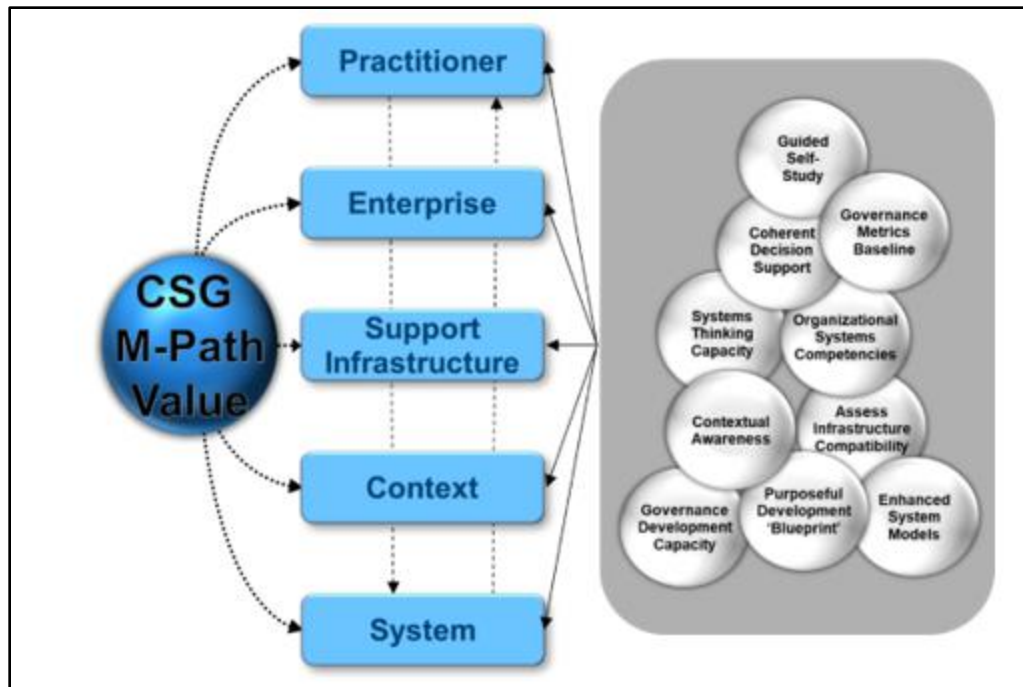 CSG
M-Path
Value
Practitioner
Enterprise
Support
Infrastructure
Context
System
Guided
Self-
Study
Governance
Metrics
Baseline
Coherent
Decision
Support
Systems
Thinking
Capacity
Organizational
Systems
Competencies
Contextual
Awareness
Assess
Infrastructure
Compatibility
Governance
Development
Capacity
Purposeful
Development
'Blueprint'
Enhanced
System
Models